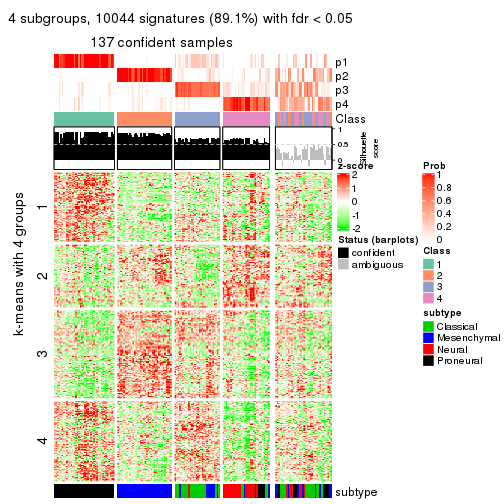 4 subgroups, 10044 signatures (89.1%) with fdr < 0.05
137 confident samples
p1
p2
p3
p4
Class
1
0.5
0
Silhouette
score
k-means with 4 groups
1
2
3
4
z-score
2
1
0
-1
-2
Status (barplots)
confident
ambiguous
Prob
1
0.8
0.6
0.4
0.2
0
Class
1
2
3
4
subtype
Classical
Mesenchymal
Neural
Proneural
subtype